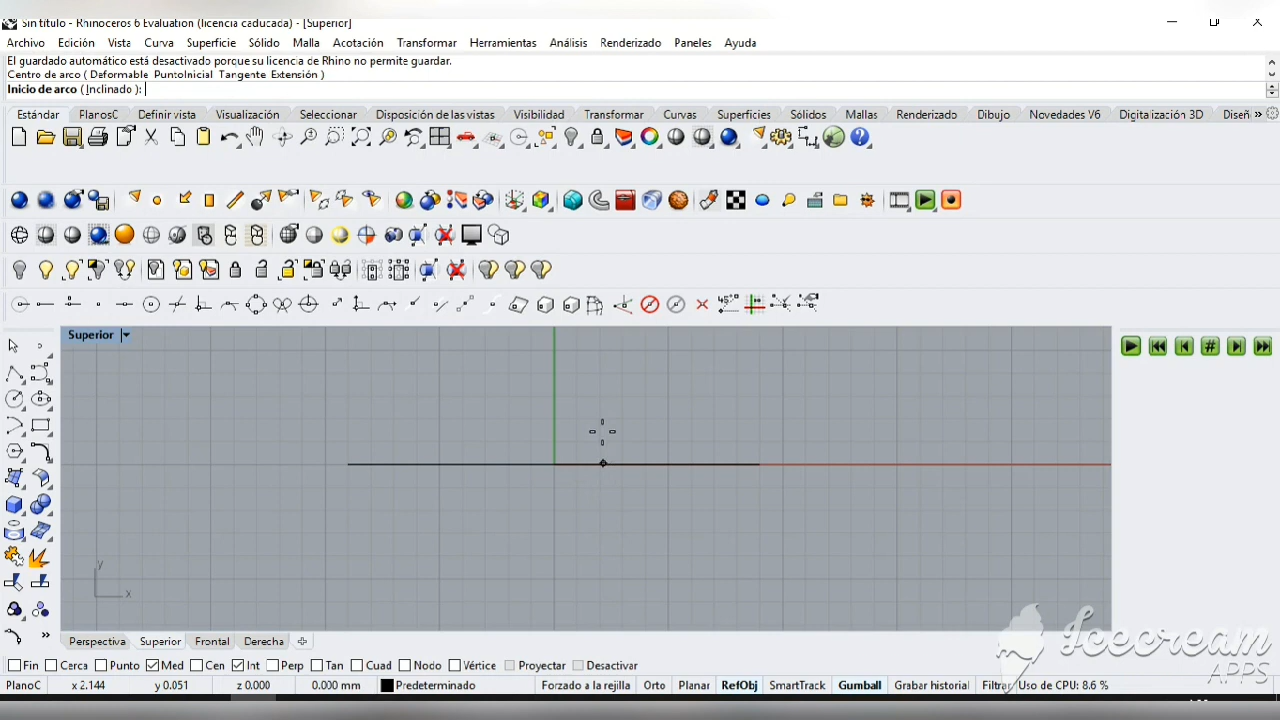 Sin título - Rhinoceros 6 Evaluation (licencia caducada) - [Superior]
Archivo Edición Vista Curva Superficie Sólido Malla Acotación Transformar Herramientas Análisis Renderizado Paneles Ayuda
El guardado automático está desactivado porque su licencia de Rhino no permite guardar.
Centro de arco ( Deformable PuntoInicial Tangente Extensión )
Inicio de arco ( Inclinado ):
Estándar PlanosC Definir vista Visualización Seleccionar Disposición de las vistas Visibilidad Transformar Curvas Superficies Sólidos Mallas Renderizado Dibujo Novedades V6 Digitalización 3D Diseñ »
45°
Superior
#
y
x
»
Perspectiva Superior Frontal Derecha
Fin Cerca Punto Med Cen Int Perp Tan Cuad Nodo Vértice Proyectar Desactivar
PlanoC x 2.144 y 0.051 z 0.000 0.000 mm Predeterminado Forzado a la rejilla Orto Planar RefObj SmartTrack Gumball Grabar historial Filtrar Uso de CPU: 8.6 %
Icecream
APPS